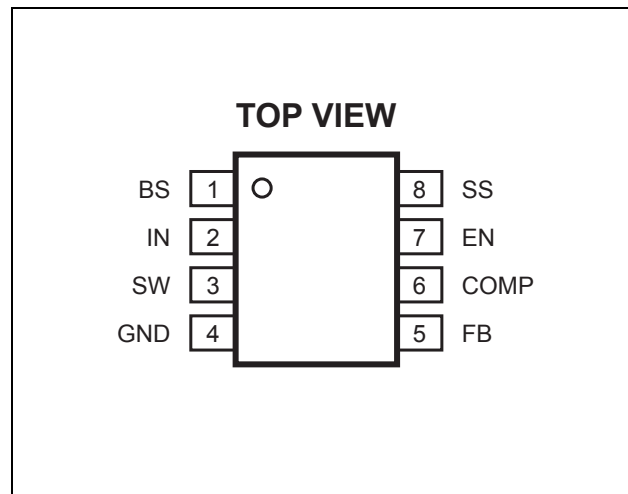 TOP VIEW
BS 1 8 SS
IN 2 7 EN
SW 3 6 COMP
GND 4 5 FB